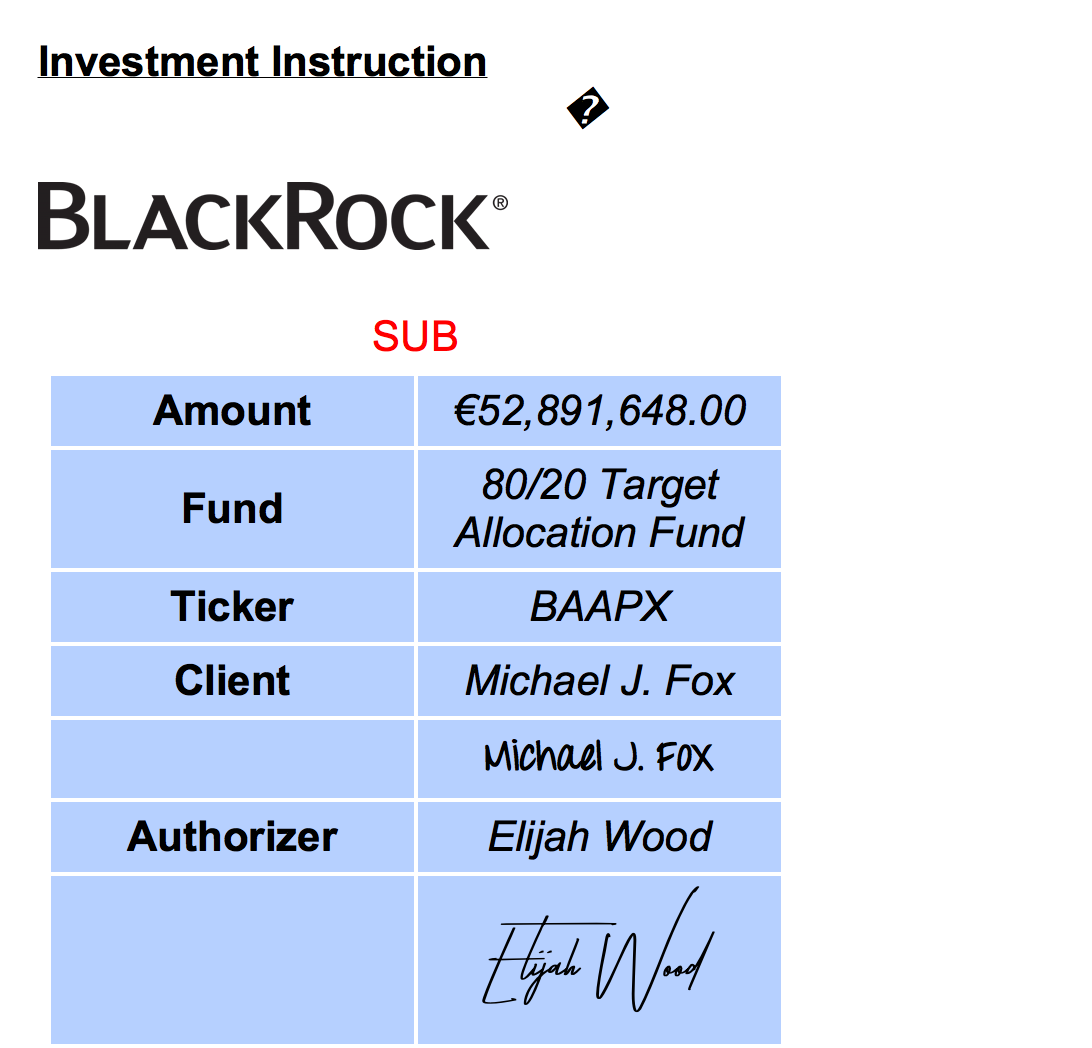 Investment Instruction
�
BLACKROCK®
SUB
Amount €52,891,648.00
Fund 80/20 Target
Allocation Fund
Ticker BAAPX
Client Michael J. Fox
Michael J. Fox
Authorizer Elijah Wood
Elijah Wood